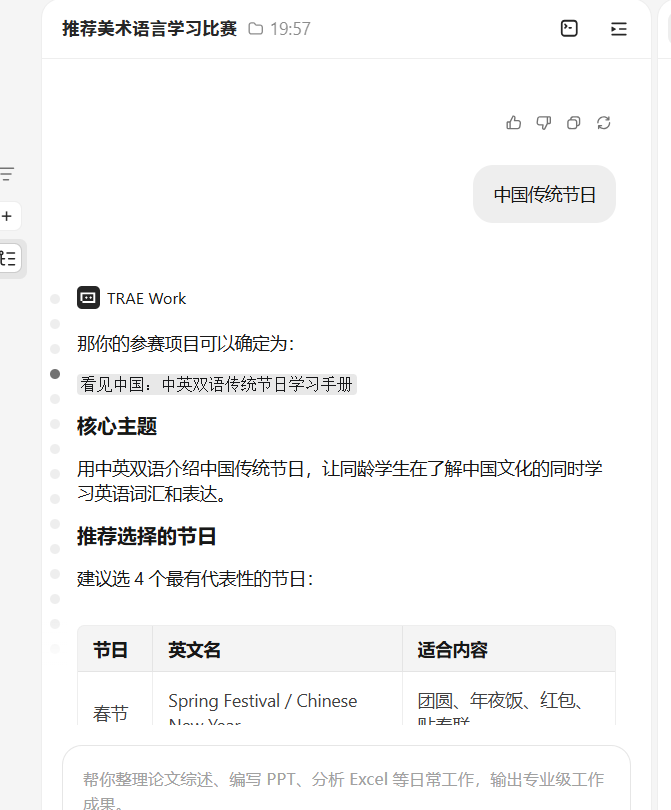 推荐美术语言学习比赛 19:57
中国传统节日
TRAE Work
那你的参赛项目可以确定为：
看见中国：中英双语传统节日学习手册
核心主题
用中英双语介绍中国传统节日，让同龄学生在了解中国文化的同时学
习英语词汇和表达。
推荐选择的节日
建议选 4 个最有代表性的节日：
节日 英文名 适合内容
春节 Spring Festival / Chinese 团圆、年夜饭、红包、
New Year 贴春联
帮你整理论文综述、编写 PPT、分析 Excel 等日常工作，输出专业级工作
成果。